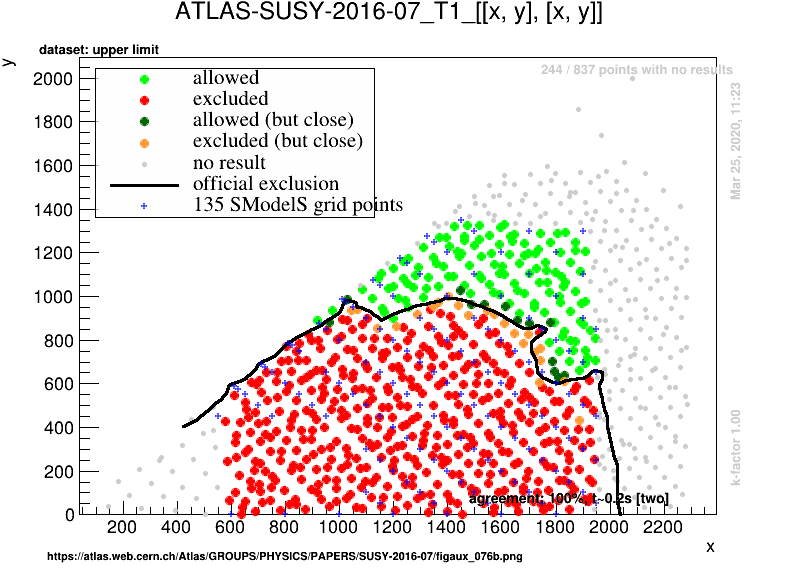 ATLAS-SUSY-2016-07_T1_[[x, y], [x, y]]
dataset: upper limit
y
244 / 837 points with no results
allowed
excluded
allowed (but close)
excluded (but close)
no result
official exclusion
135 SModelS grid points
2000
1800
1600
1400
1200
1000
800
600
400
200
0
Mar 25, 2020, 11:23
k-factor 1.00
agreement: 100%, t~0.2s [two]
200 400 600 800 1000 1200 1400 1600 1800 2000 2200
x
https://atlas.web.cern.ch/Atlas/GROUPS/PHYSICS/PAPERS/SUSY-2016-07/figaux_076b.png